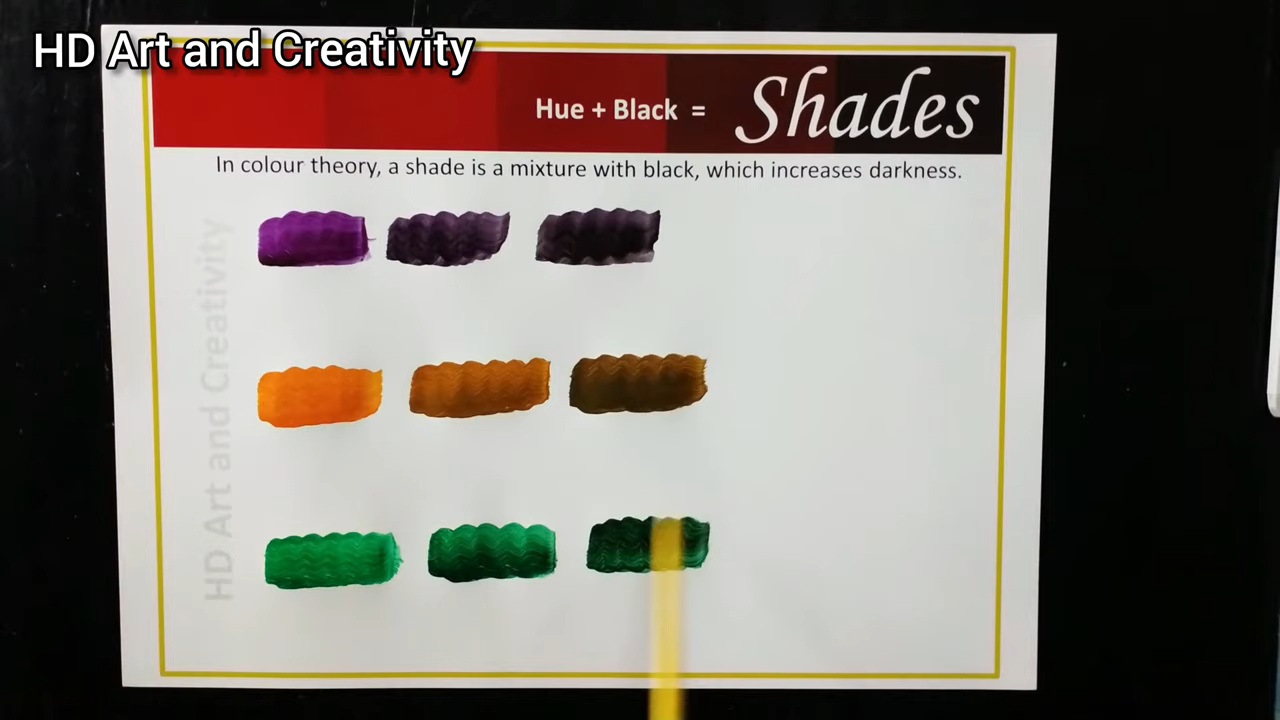 HD Art and Creativity
Hue + Black = Shades
In colour theory, a shade is a mixture with black, which increases darkness.
HD Art and Creativity